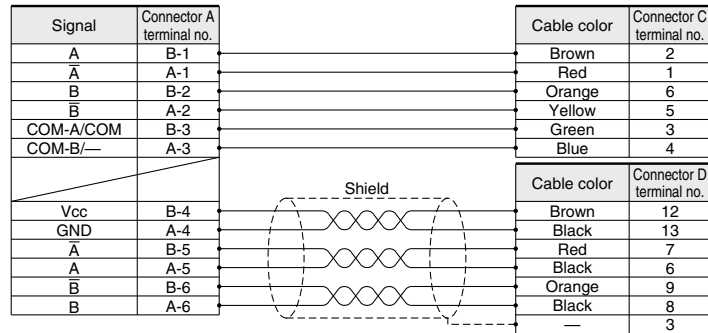 Signal Connector A terminal no. Cable color Connector C terminal no.
A B-1 Brown 2
A̅ A-1 Red 1
B B-2 Orange 6
B̅ A-2 Yellow 5
COM-A/COM B-3 Green 3
COM-B/— A-3 Blue 4
Shield Cable color Connector D terminal no.
Vcc B-4 Brown 12
GND A-4 Black 13
A̅ B-5 Red 7
A A-5 Black 6
B̅ B-6 Orange 9
B A-6 Black 8
— 3